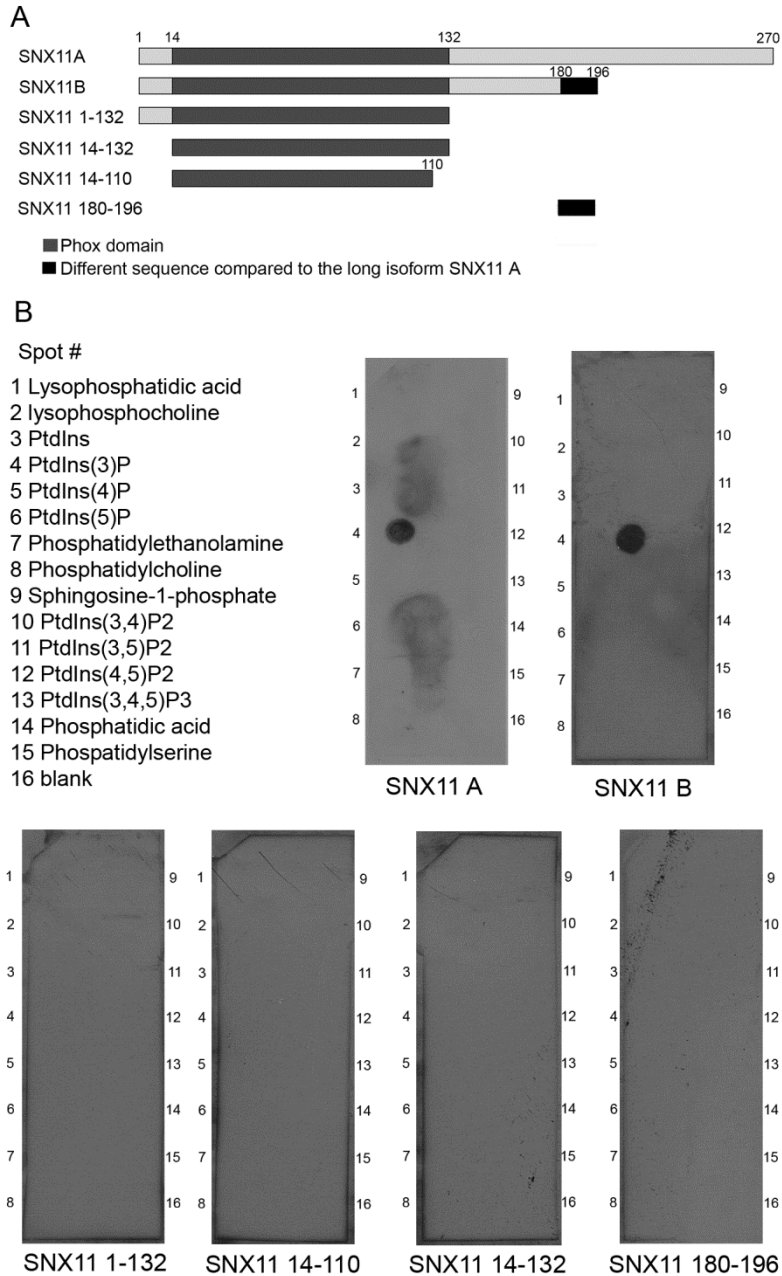 A
1 14 132 270
SNX11A
180 196
SNX11B
SNX11 1-132
SNX11 14-132
110
SNX11 14-110
SNX11 180-196
Phox domain
Different sequence compared to the long isoform SNX11 A
B
Spot #
1 Lysophosphatidic acid
2 lysophosphocholine
3 PtdIns
4 PtdIns(3)P
5 PtdIns(4)P
6 PtdIns(5)P
7 Phosphatidylethanolamine
8 Phosphatidylcholine
9 Sphingosine-1-phosphate
10 PtdIns(3,4)P2
11 PtdIns(3,5)P2
12 PtdIns(4,5)P2
13 PtdIns(3,4,5)P3
14 Phosphatidic acid
15 Phospatidylserine
16 blank
1 9
2 10
3 11
4 12
5 13
6 14
7 15
8 16
SNX11 A
1 9
2 10
3 11
4 12
5 13
6 14
7 15
8 16
SNX11 B
1 9
2 10
3 11
4 12
5 13
6 14
7 15
8 16
SNX11 1-132
1 9
2 10
3 11
4 12
5 13
6 14
7 15
8 16
SNX11 14-110
1 9
2 10
3 11
4 12
5 13
6 14
7 15
8 16
SNX11 14-132
1 9
2 10
3 11
4 12
5 13
6 14
7 15
8 16
SNX11 180-196